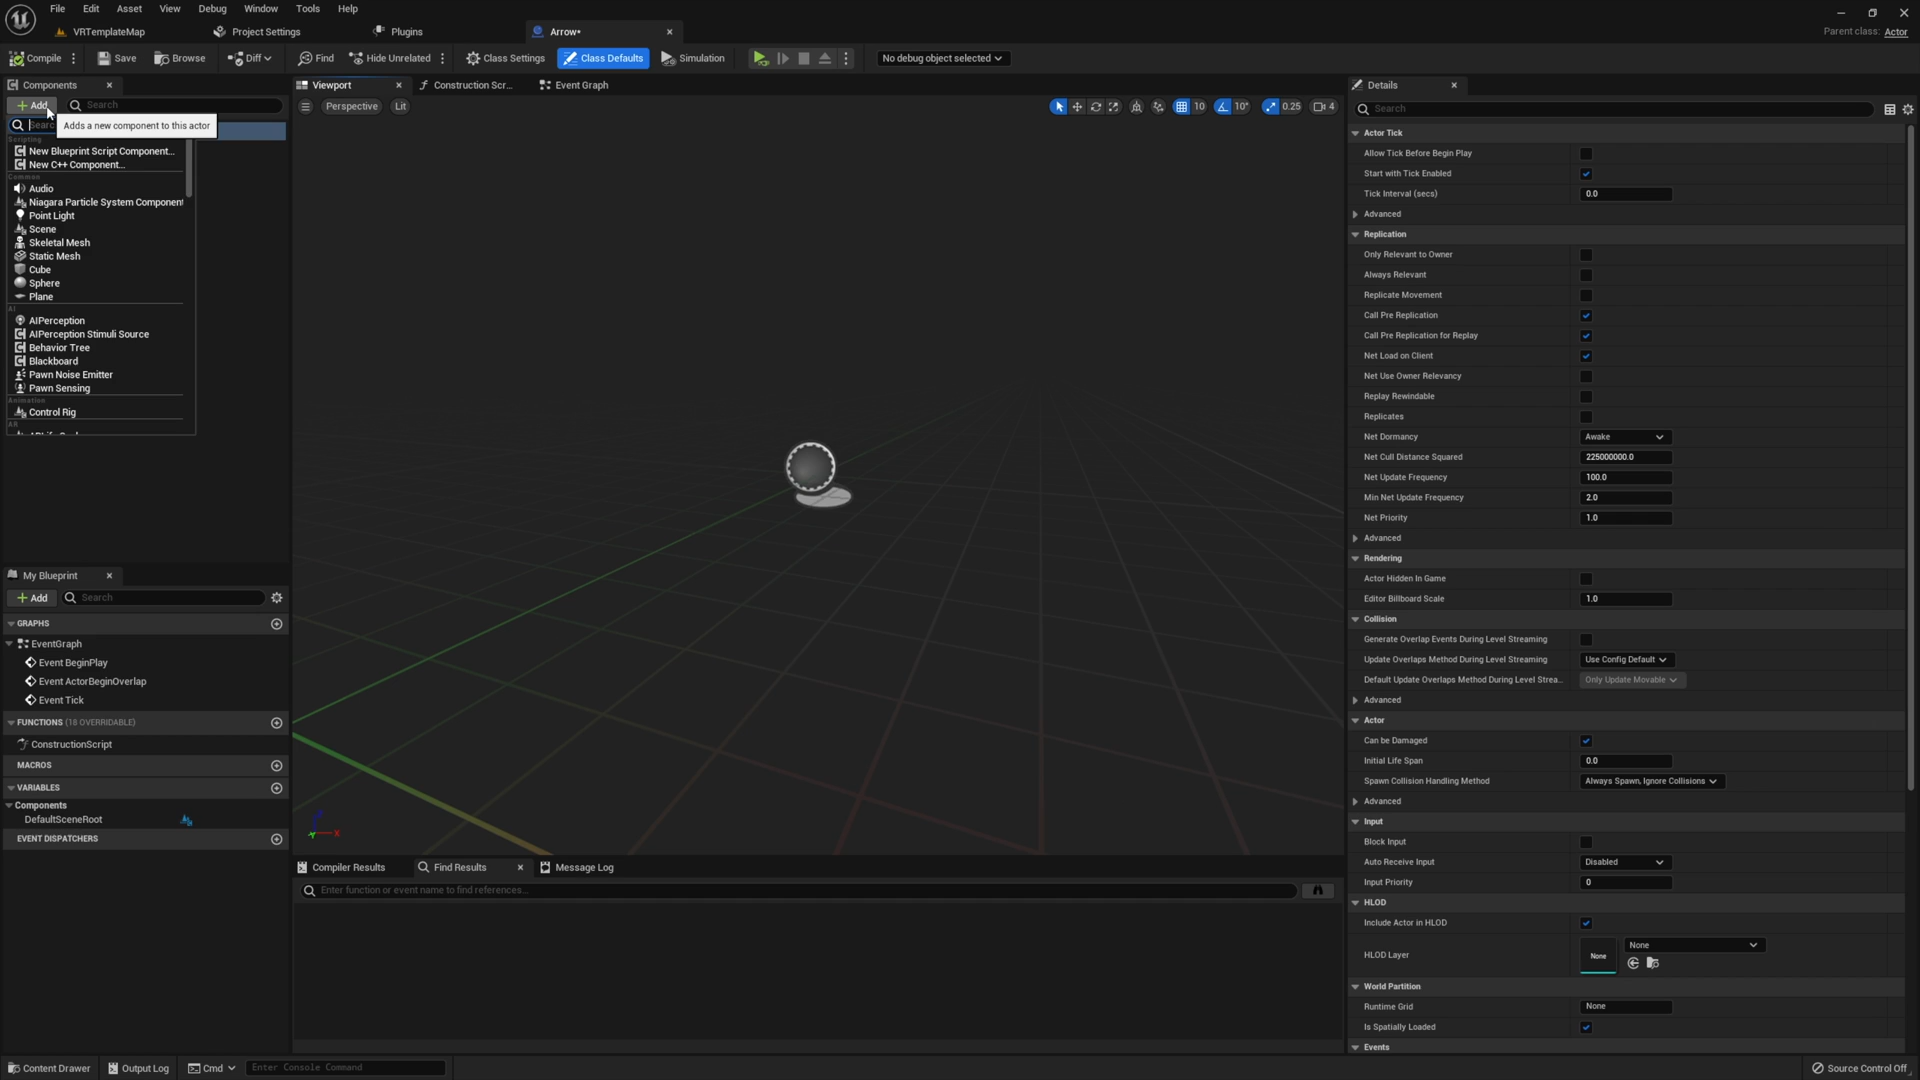 File Edit Asset View Debug Window Tools Help
VRTemplateMap Project Settings Plugins Arrow*
Parent class: Actor
Compile Save Browse Diff Find Hide Unrelated Class Settings Class Defaults Simulation No debug object selected
Components
Add Search
Adds a new component to this actor
Scripting
New Blueprint Script Component...
New C++ Component...
Common
Audio
Niagara Particle System Component
Point Light
Scene
Skeletal Mesh
Static Mesh
Cube
Sphere
Plane
AI
AIPerception
AIPerception Stimuli Source
Behavior Tree
Blackboard
Pawn Noise Emitter
Pawn Sensing
Animation
Control Rig
AR
My Blueprint
Add Search
GRAPHS
EventGraph
Event BeginPlay
Event ActorBeginOverlap
Event Tick
FUNCTIONS (18 OVERRIDABLE)
ConstructionScript
MACROS
VARIABLES
Components
DefaultSceneRoot
EVENT DISPATCHERS
Viewport Construction Scr... Event Graph
Perspective Lit 10 10° 0.25 4
X
Compiler Results Find Results Message Log
Enter function or event name to find references...
Details
Search
Actor Tick
Allow Tick Before Begin Play
Start with Tick Enabled
Tick Interval (secs) 0.0
Advanced
Replication
Only Relevant to Owner
Always Relevant
Replicate Movement
Call Pre Replication
Call Pre Replication for Replay
Net Load on Client
Net Use Owner Relevancy
Replay Rewindable
Replicates
Net Dormancy Awake
Net Cull Distance Squared 225000000.0
Net Update Frequency 100.0
Min Net Update Frequency 2.0
Net Priority 1.0
Advanced
Rendering
Actor Hidden In Game
Editor Billboard Scale 1.0
Collision
Generate Overlap Events During Level Streaming
Update Overlaps Method During Level Streaming Use Config Default
Default Update Overlaps Method During Level Strea... Only Update Movable
Advanced
Actor
Can be Damaged
Initial Life Span 0.0
Spawn Collision Handling Method Always Spawn, Ignore Collisions
Advanced
Input
Block Input
Auto Receive Input Disabled
Input Priority 0
HLOD
Include Actor in HLOD
HLOD Layer None None
World Partition
Runtime Grid None
Is Spatially Loaded
Events
Content Drawer Output Log Cmd Enter Console Command Source Control Off